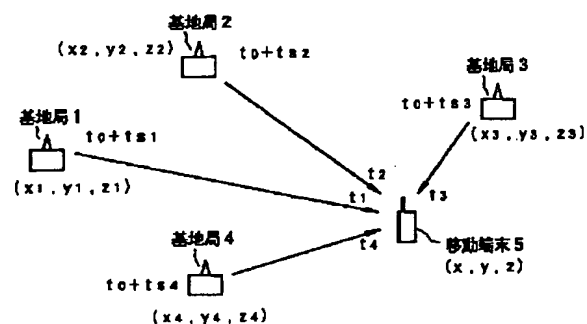 基地局2
(x2, y2, z2)
t0+ts2
基地局3
t0+ts3
(x3, y3, z3)
基地局1
t0+ts1
(x1, y1, z1)
t2
t1
t3
t4
基地局4
移動端末5
(x, y, z)
t0+ts4
(x4, y4, z4)